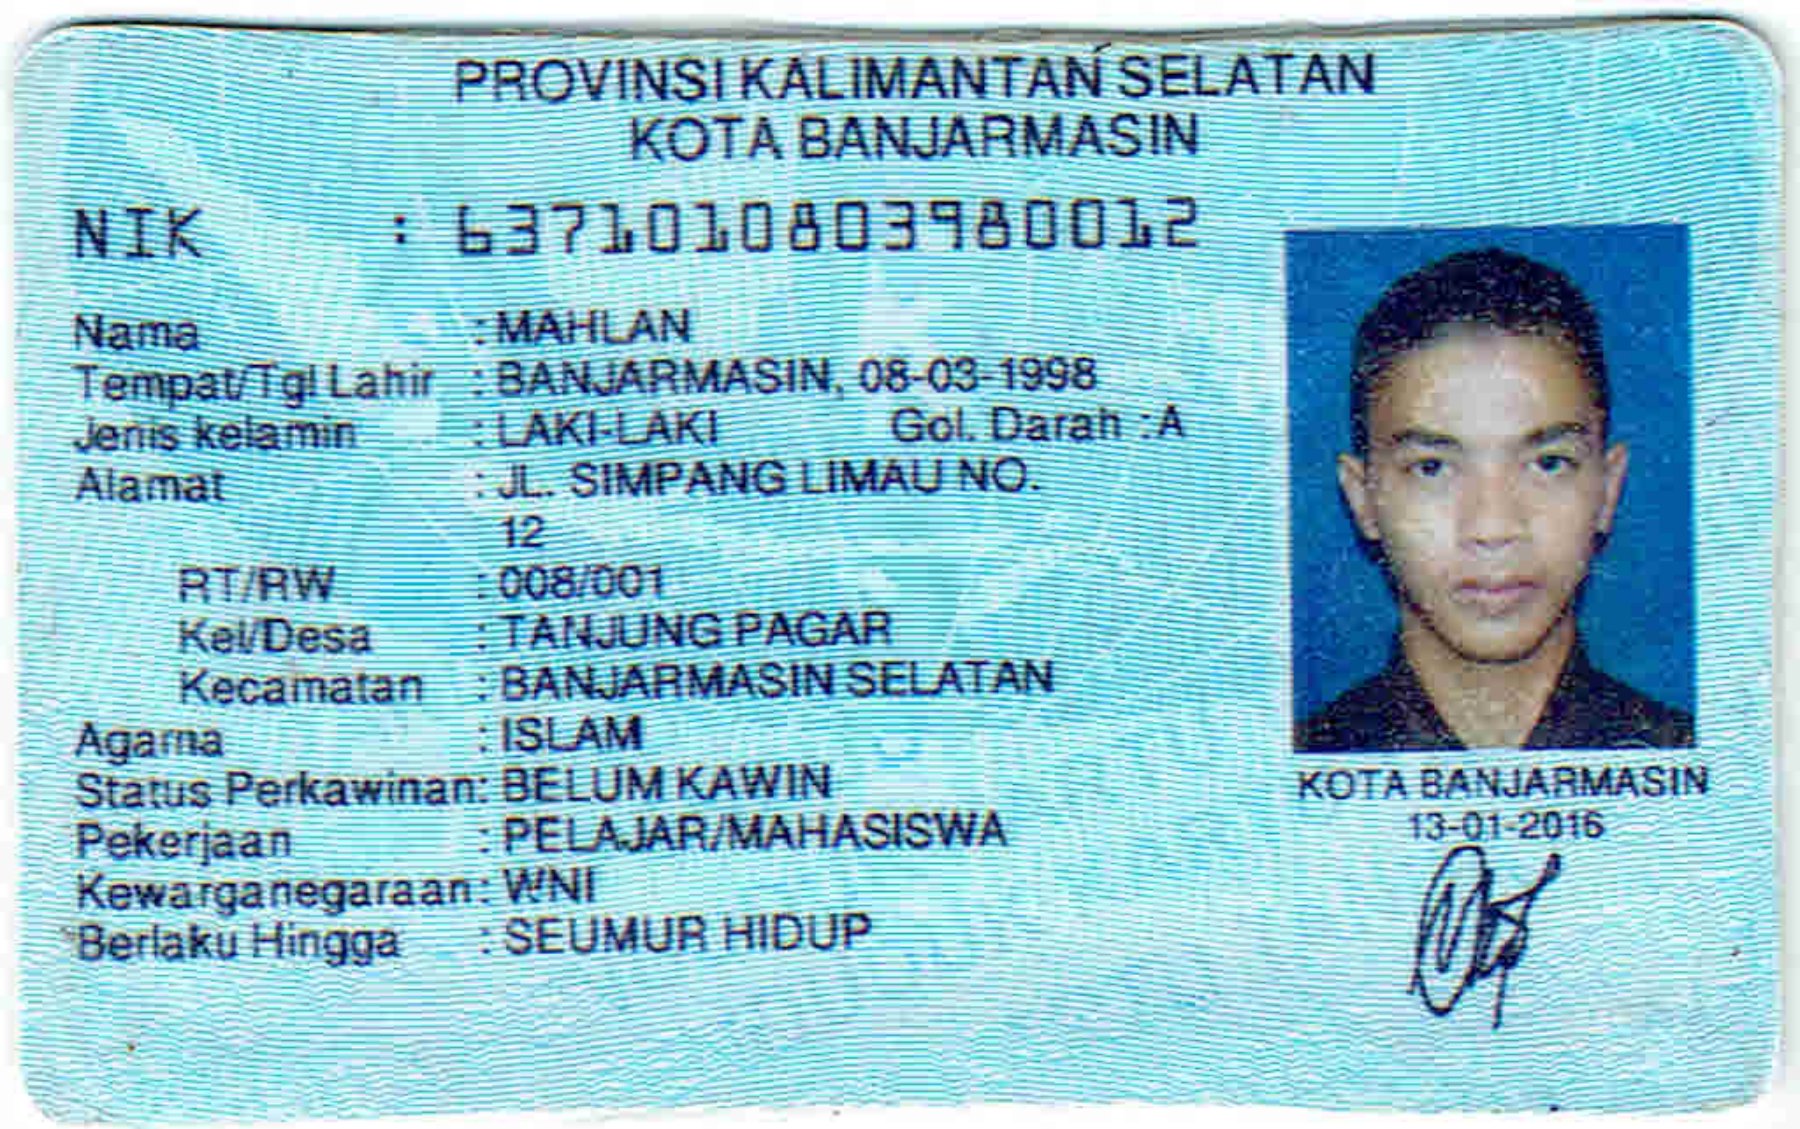 PROVINSI KALIMANTAN SELATAN
KOTA BANJARMASIN
NIK : 6371010803980012
Nama : MAHLAN
Tempat/Tgl Lahir : BANJARMASIN, 08-03-1998
Jenis kelamin : LAKI-LAKI Gol. Darah : A
Alamat : JL. SIMPANG LIMAU NO.
12
RT/RW : 008/001
Kel/Desa : TANJUNG PAGAR
Kecamatan : BANJARMASIN SELATAN
Agama : ISLAM
Status Perkawinan: BELUM KAWIN
Pekerjaan : PELAJAR/MAHASISWA
Kewarganegaraan: WNI
Berlaku Hingga : SEUMUR HIDUP
KOTA BANJARMASIN
13-01-2016